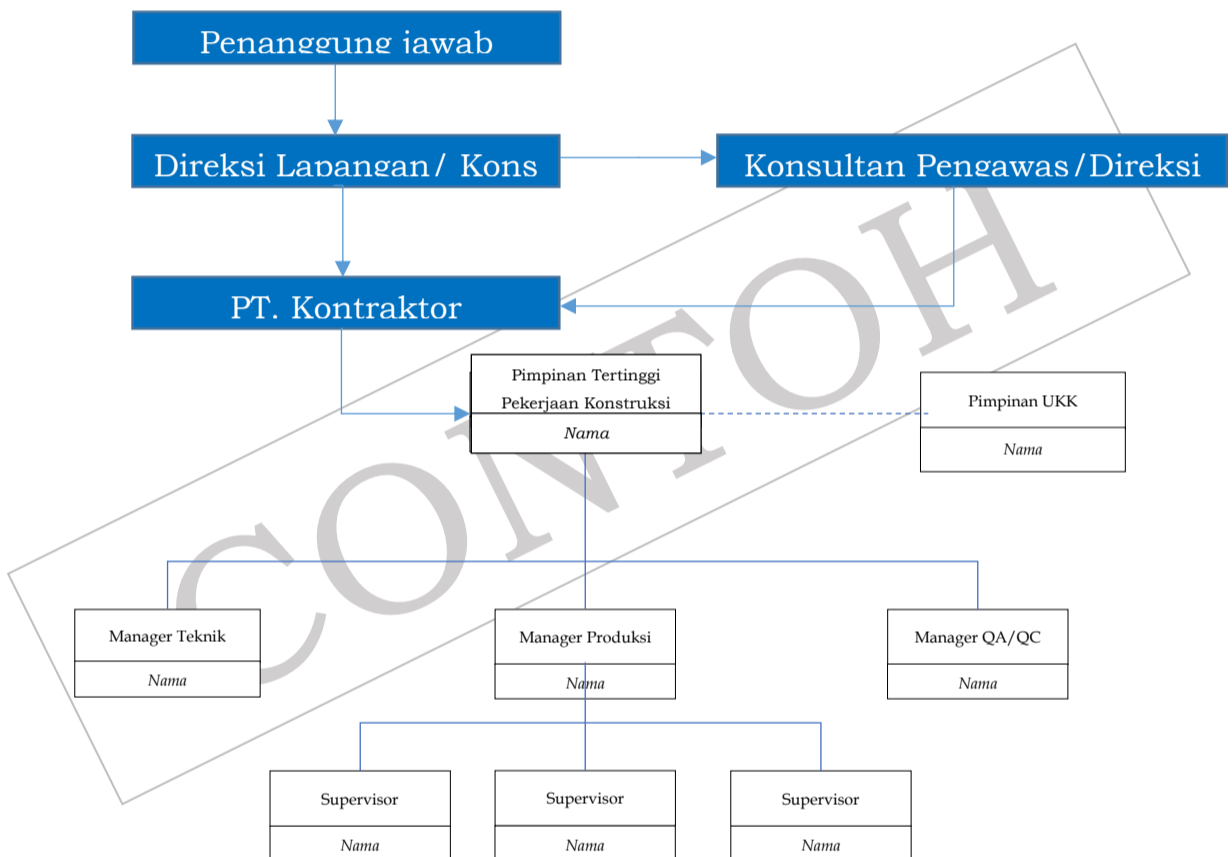 Penanggung jawab
Direksi Lapangan/ Kons
Konsultan Pengawas/Direksi
PT. Kontraktor
Pimpinan Tertinggi
Pekerjaan Konstruksi
Nama
Pimpinan UKK
Nama
CONTOH
Manager Teknik
Nama
Manager Produksi
Nama
Manager QA/QC
Nama
Supervisor
Nama
Supervisor
Nama
Supervisor
Nama